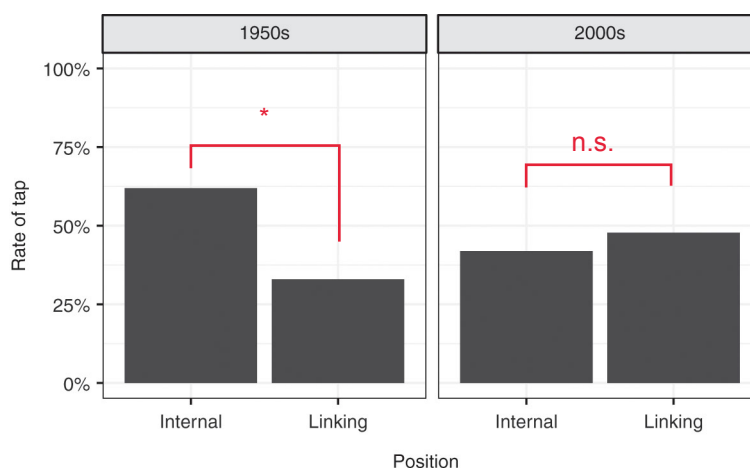 1950s
2000s
100%
75%
50%
25%
0%
Rate of tap
*
n.s.
Internal
Linking
Internal
Linking
Position